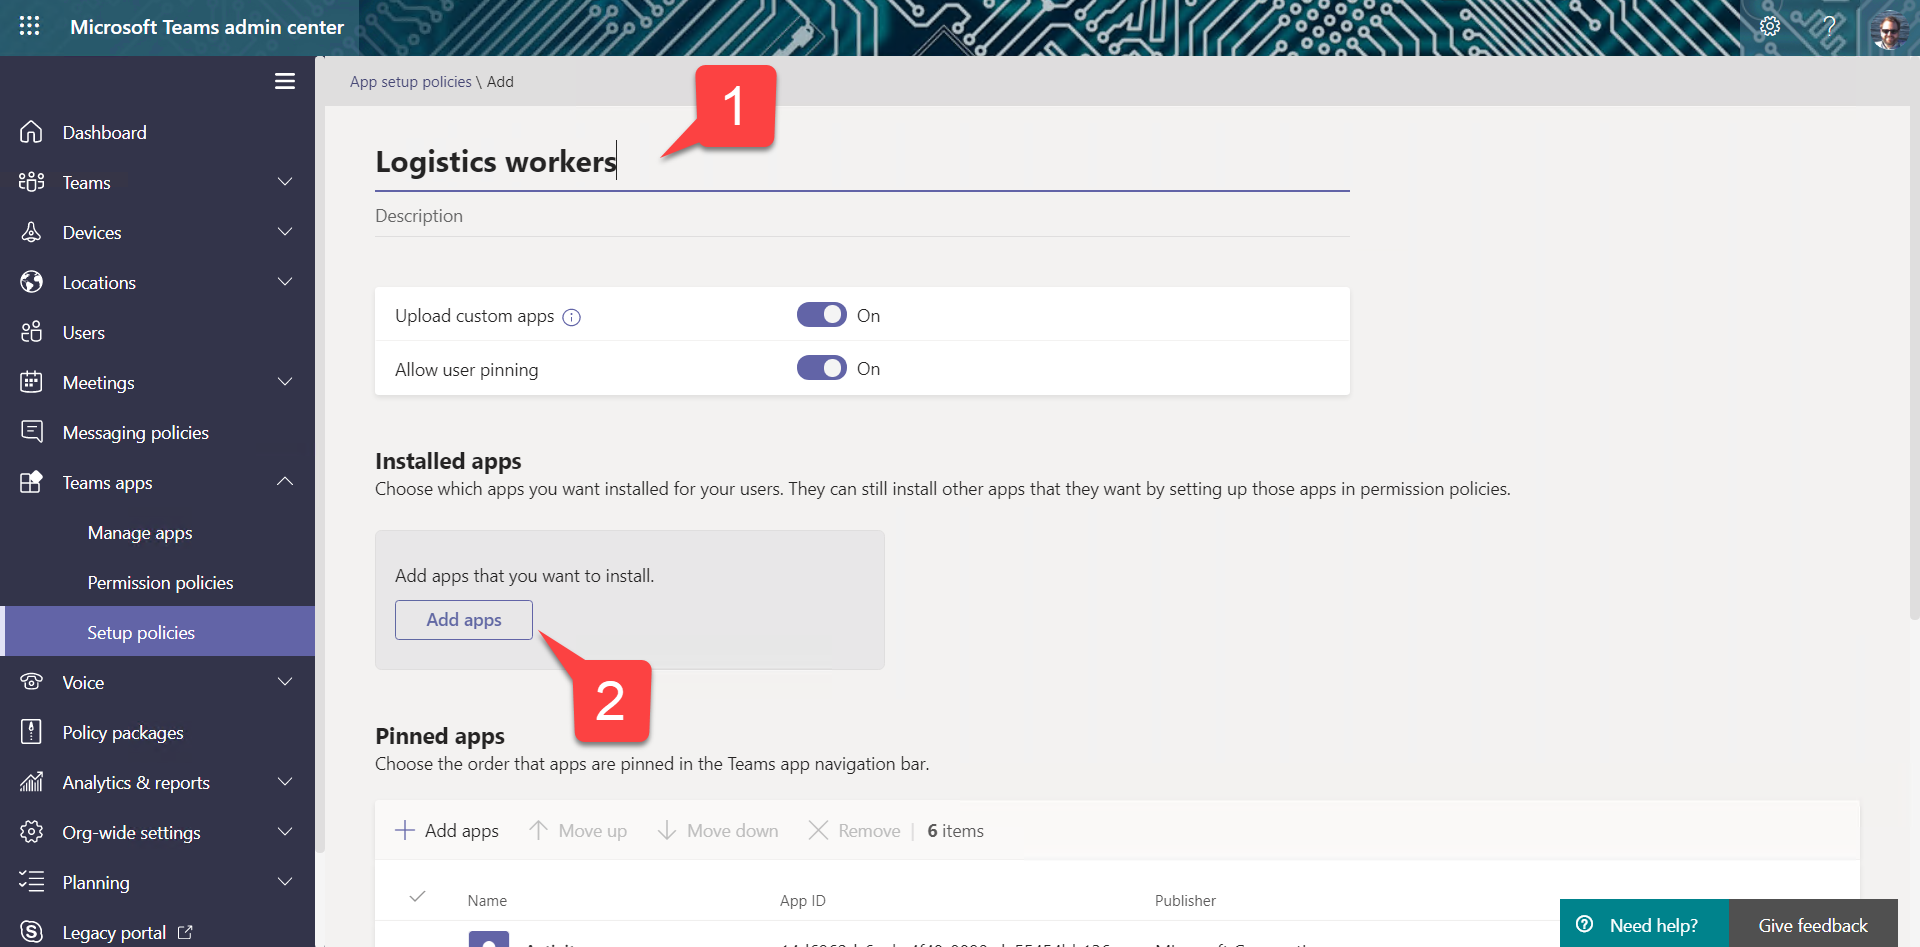 Microsoft Teams admin center
?
App setup policies \ Add
1
Dashboard
Teams
Devices
Locations
Users
Meetings
Messaging policies
Teams apps
Manage apps
Permission policies
Setup policies
Voice
Policy packages
Analytics & reports
Org-wide settings
Planning
Legacy portal
Logistics workers
Description
Upload custom apps On
Allow user pinning On
Installed apps
Choose which apps you want installed for your users. They can still install other apps that they want by setting up those apps in permission policies.
Add apps that you want to install.
Add apps
2
Pinned apps
Choose the order that apps are pinned in the Teams app navigation bar.
Add apps Move up Move down Remove | 6 items
Name App ID Publisher
Need help? Give feedback